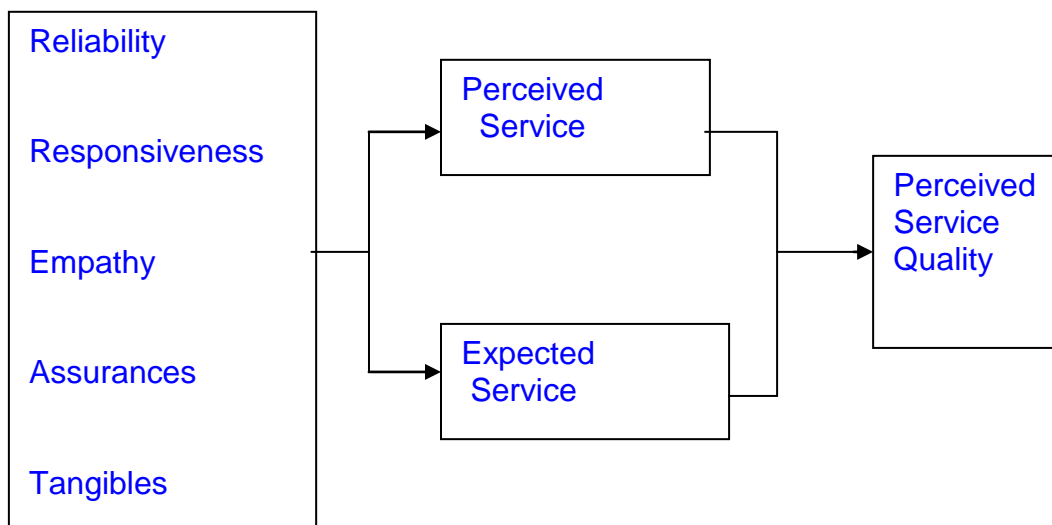 Reliability
Responsiveness
Empathy
Assurances
Tangibles
Perceived
Service
Expected
Service
Perceived
Service
Quality